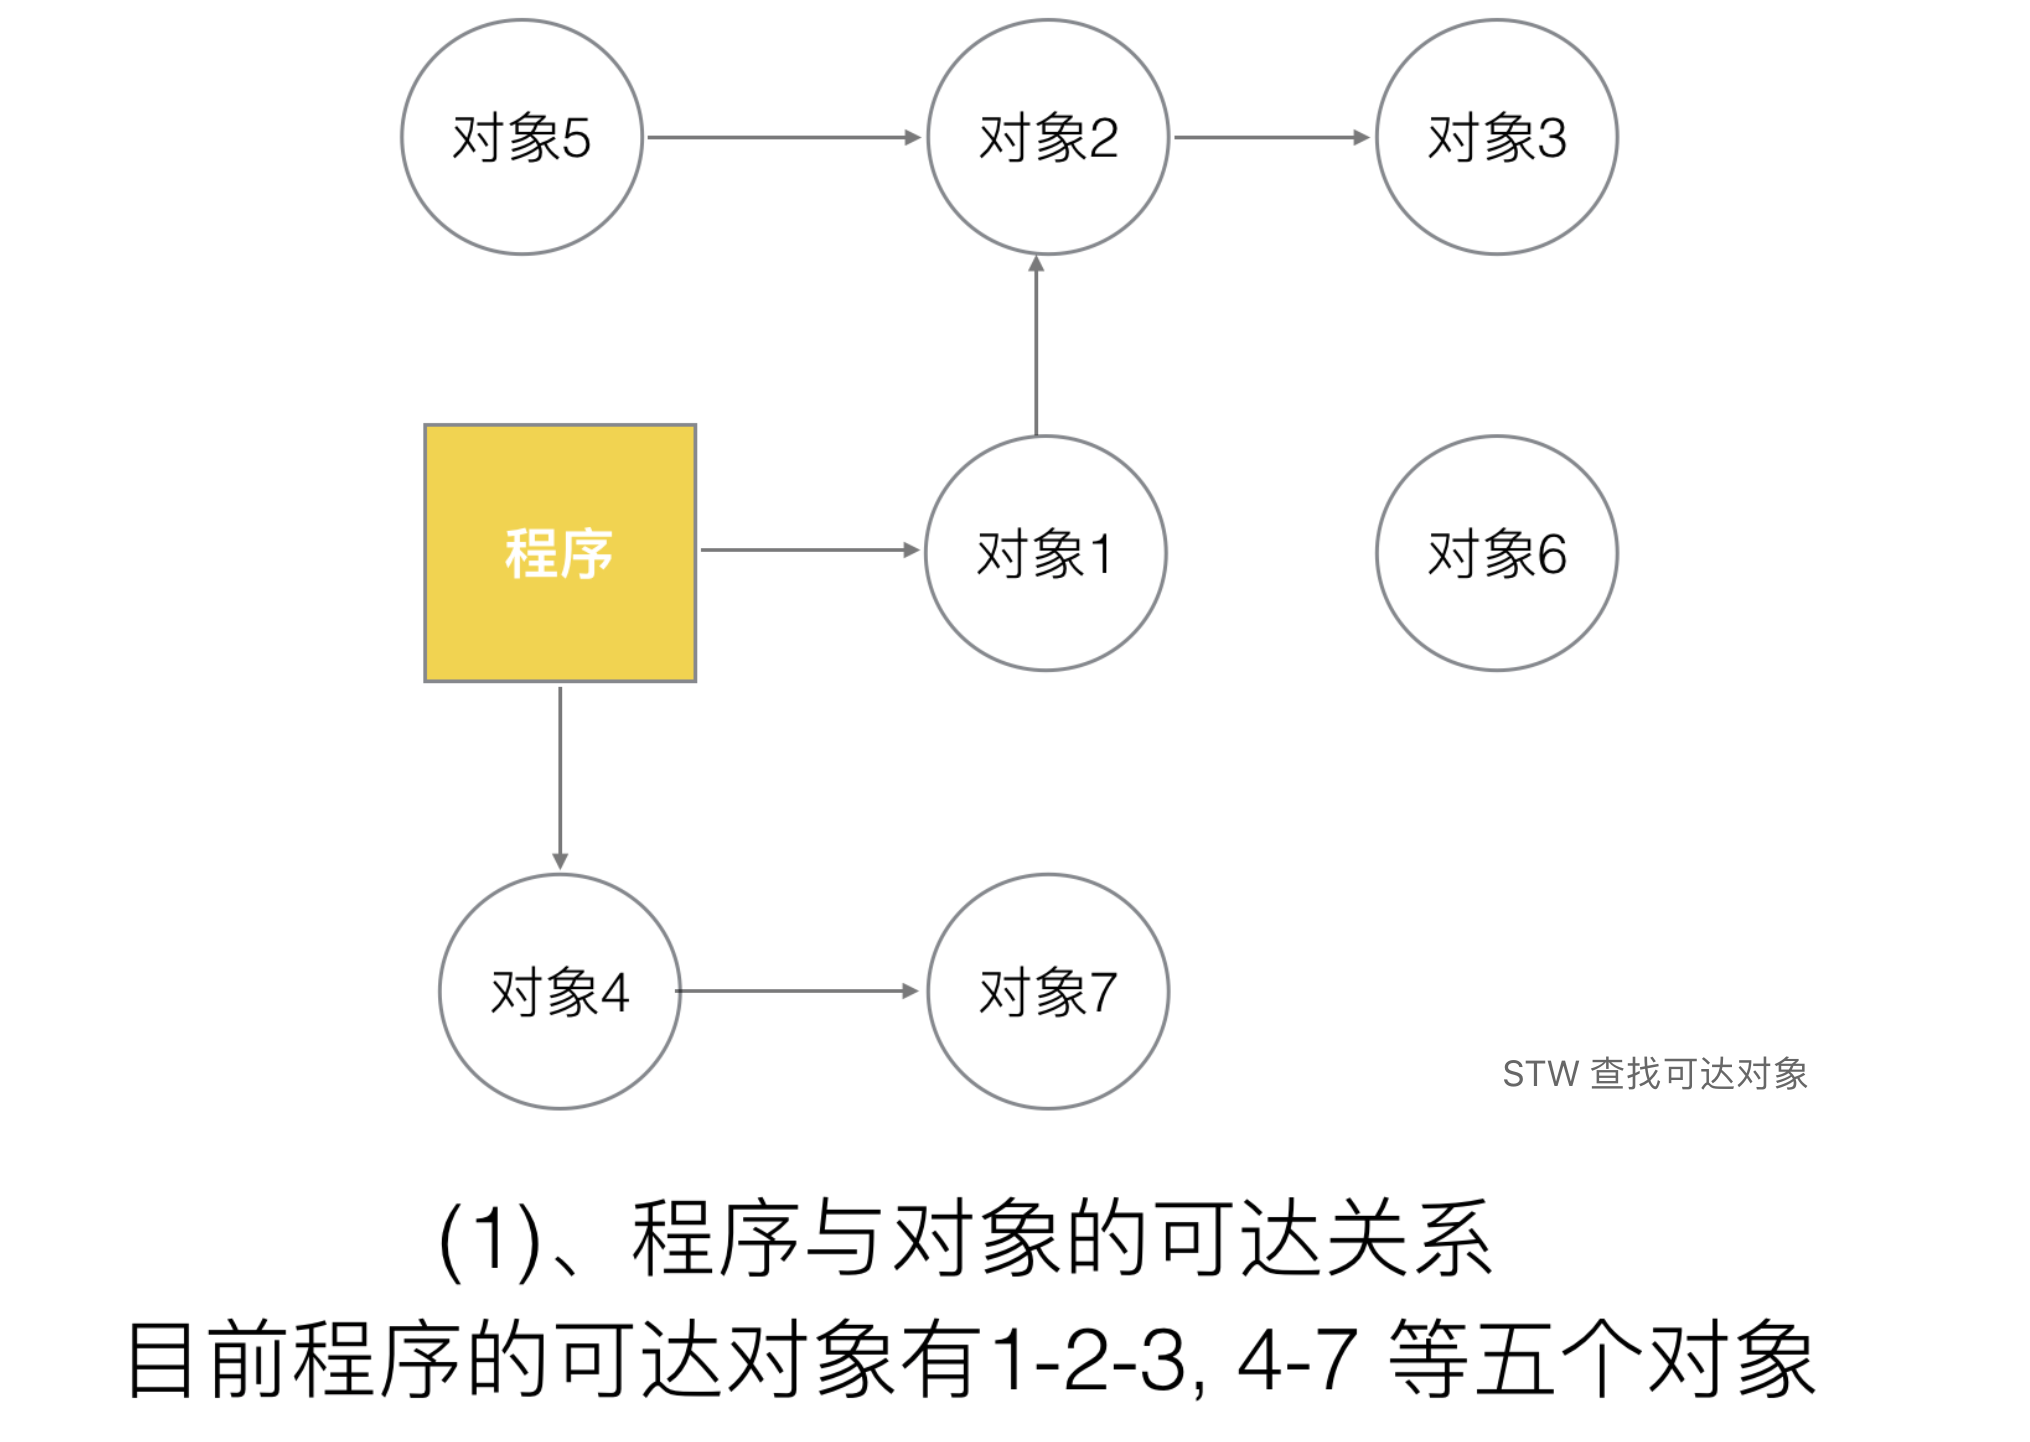 对象5
对象2
对象3
程序
对象1
对象6
对象4
对象7
STW 查找可达对象
(1)、程序与对象的可达关系
目前程序的可达对象有1-2-3, 4-7 等五个对象